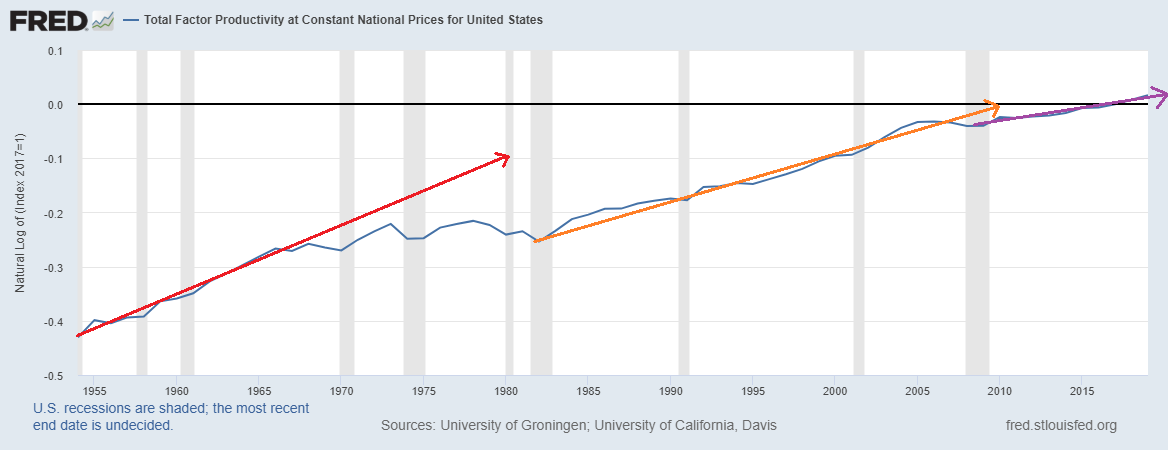 FRED
Total Factor Productivity at Constant National Prices for United States
0.1
0.0
-0.1
-0.2
-0.3
-0.4
-0.5
Natural Log of (Index 2017=1)
1955 1960 1965 1970 1975 1980 1985 1990 1995 2000 2005 2010 2015
U.S. recessions are shaded; the most recent
end date is undecided.
Sources: University of Groningen; University of California, Davis
fred.stlouisfed.org